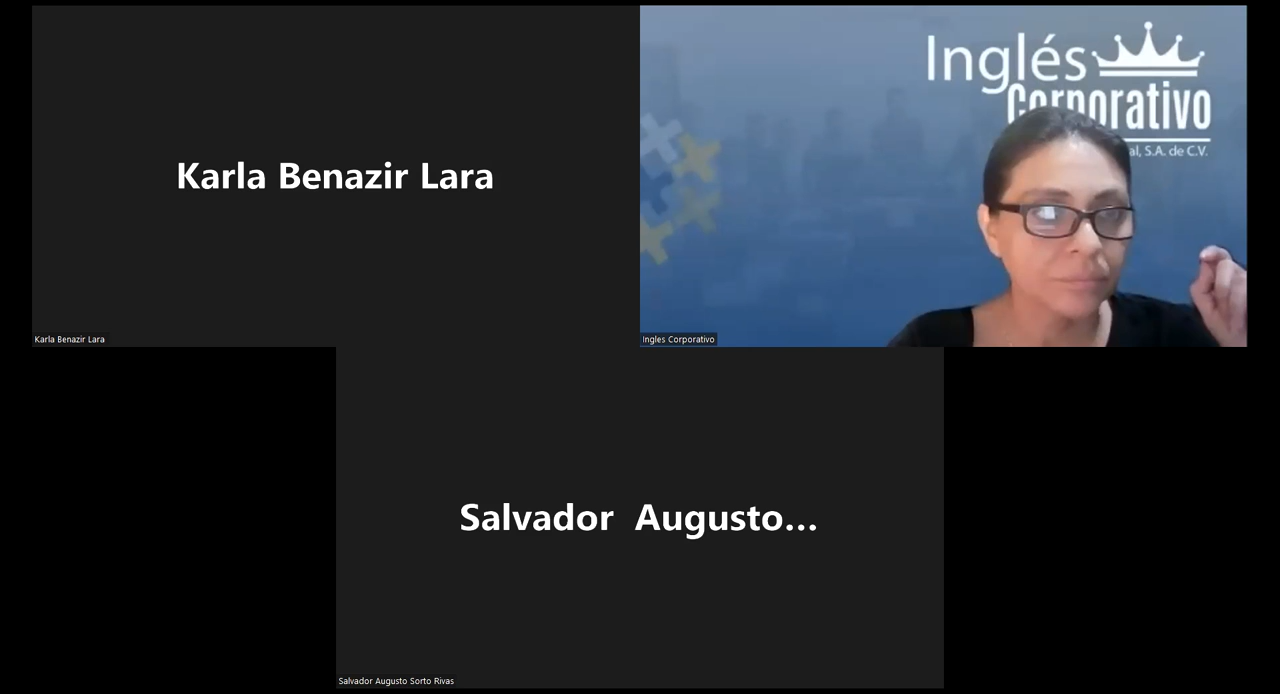 Karla Benazir Lara
Karla Benazir Lara
Inglés
Corporativo
al, S.A. de C.V.
Ingles Corporativo
Salvador Augusto...
Salvador Augusto Sorto Rivas